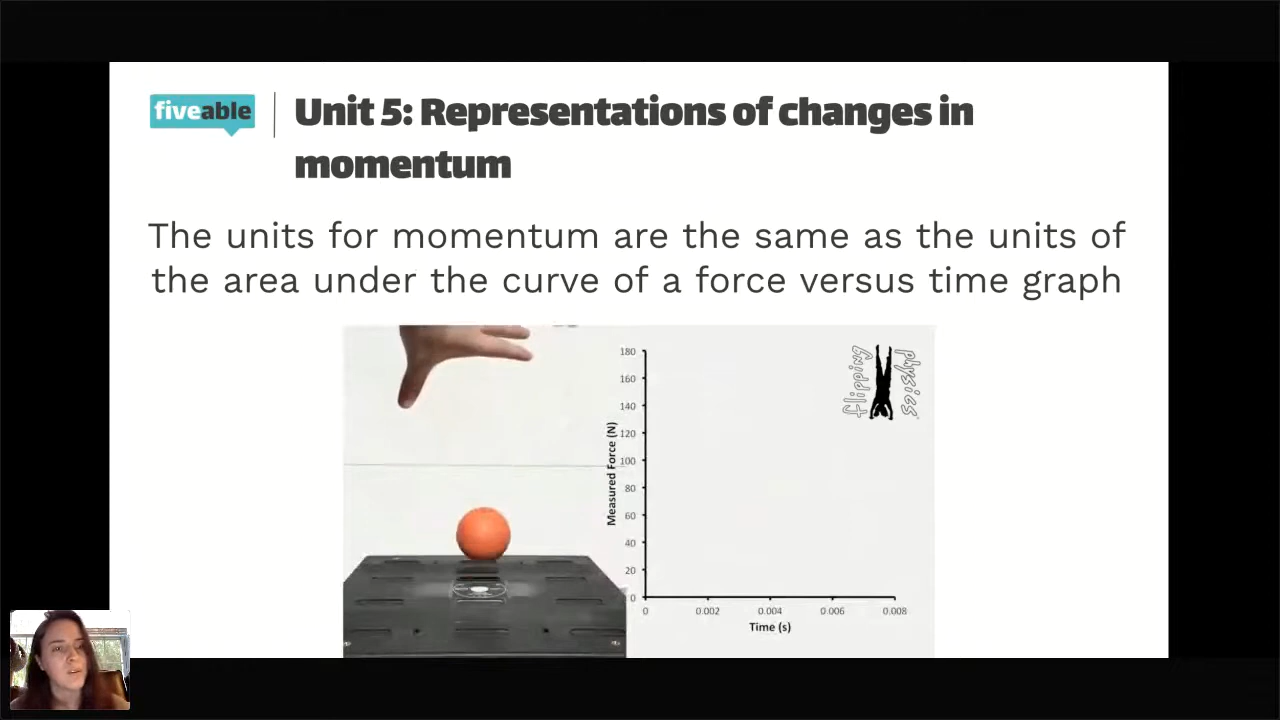 fiveable
Unit 5: Representations of changes in
momentum
The units for momentum are the same as the units of
the area under the curve of a force versus time graph
flipping
physics
Measured Force (N)
180
160
140
120
100
80
60
40
20
0
0 0.002 0.004 0.006 0.008
Time (s)